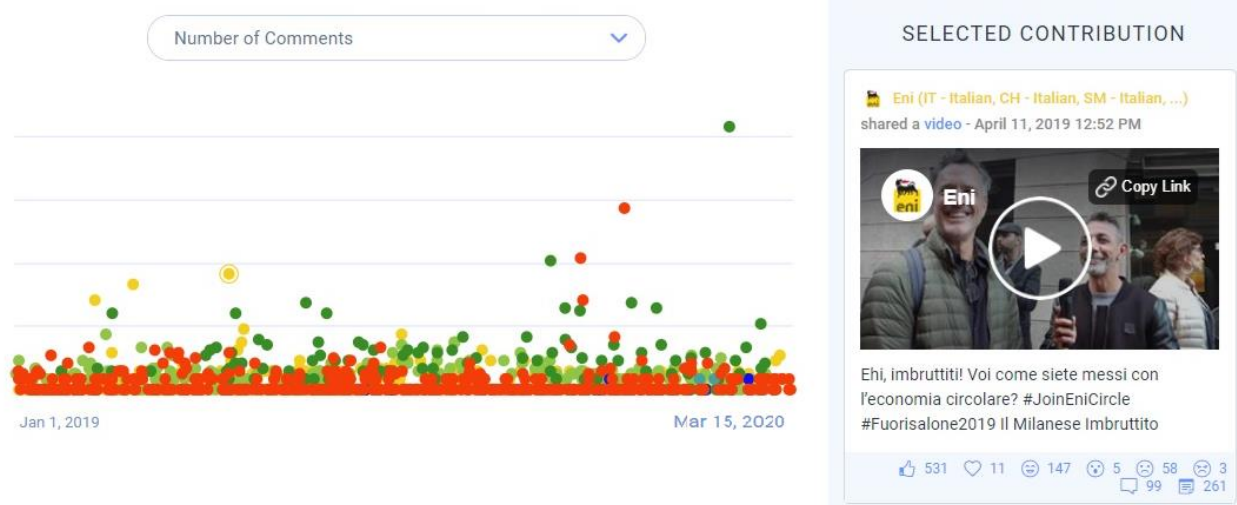 Number of Comments
Jan 1, 2019
Mar 15, 2020
SELECTED CONTRIBUTION
Eni (IT - Italian, CH - Italian, SM - Italian, ...)
shared a video - April 11, 2019 12:52 PM
eni
Eni
Copy Link
Ehi, imbruttiti! Voi come siete messi con
l'economia circolare? #JoinEniCircle
#Fuorisalone2019 Il Milanese Imbruttito
531 11 147 5 58 3
99 261